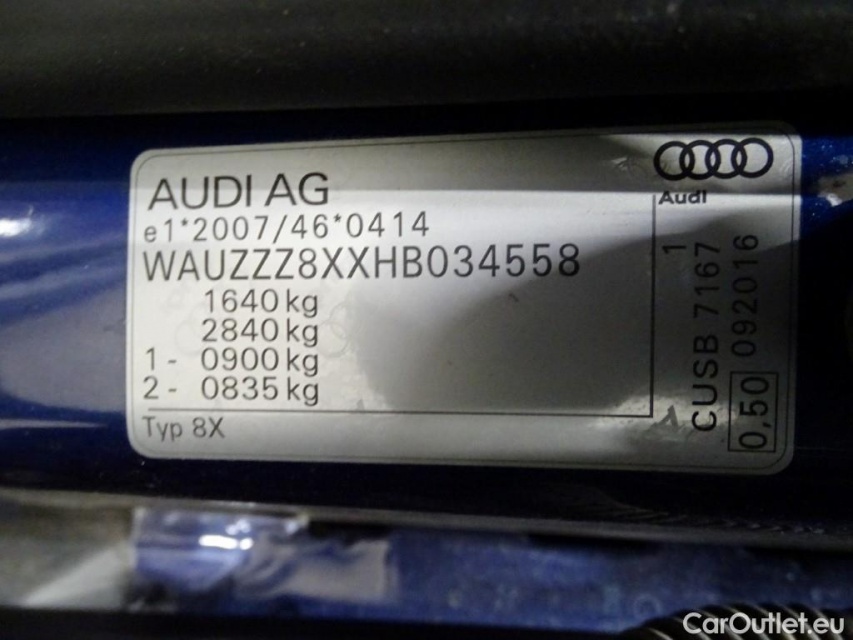 AUDI AG
e1*2007/46*0414
WAUZZZ8XXHB034558
1640 kg
2840 kg
1 - 0900 kg
2 - 0835 kg
Typ 8X
Audi
CUSB 7167 1
0,50 092016
CarOutlet.eu